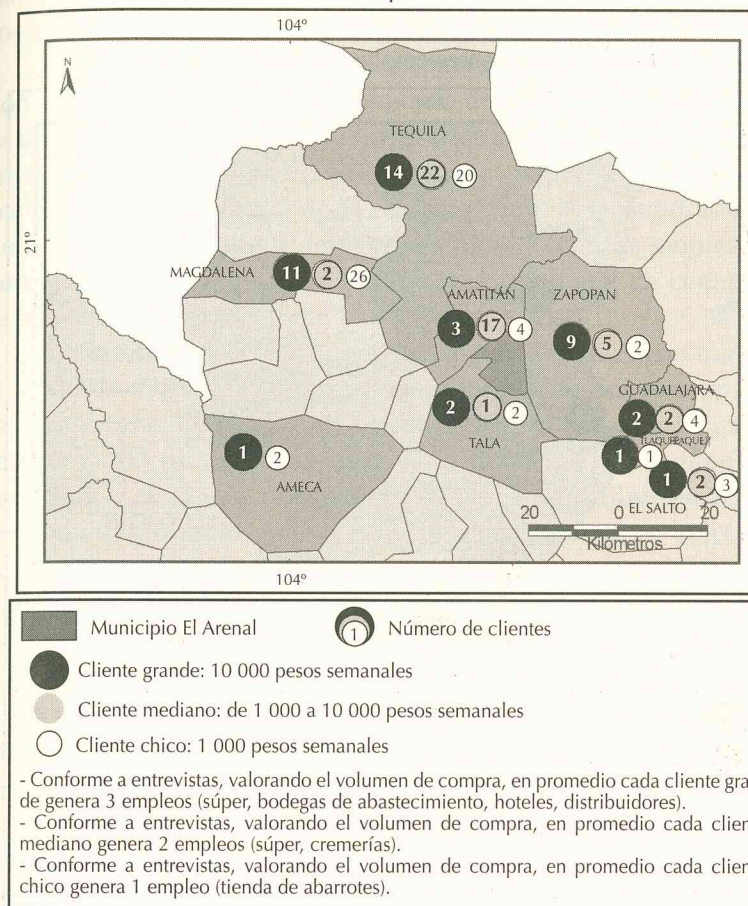 104°
N
TEQUILA
14 22 20
21°
MAGDALENA
11 2 26
AMATITÁN
ZAPOPAN
3 17 4
9 5 2
GUADALAJARA
2 1 2
2 2 4
TALA
1 1
1 2
AMECA
1 2 3
EL SALTO
20 0 20
Kilómetros
104°
Municipio El Arenal
1 Número de clientes
Cliente grande: 10 000 pesos semanales
Cliente mediano: de 1 000 a 10 000 pesos semanales
Cliente chico: 1 000 pesos semanales
- Conforme a entrevistas, valorando el volumen de compra, en promedio cada cliente gra
de genera 3 empleos (súper, bodegas de abastecimiento, hoteles, distribuidores).
- Conforme a entrevistas, valorando el volumen de compra, en promedio cada clien
mediano genera 2 empleos (súper, cremerías).
- Conforme a entrevistas, valorando el volumen de compra, en promedio cada clien
chico genera 1 empleo (tienda de abarrotes).